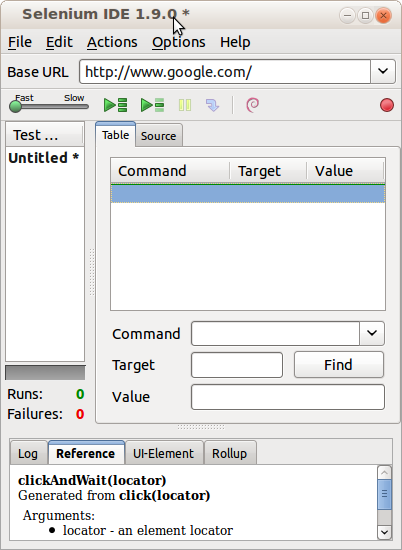 Selenium IDE 1.9.0 *
File Edit Actions Options Help
Base URL http://www.google.com/
Fast Slow
Test ...
Untitled *
Table Source
Command Target Value
Command
Target Find
Value
Runs: 0
Failures: 0
Log Reference UI-Element Rollup
clickAndWait(locator)
Generated from click(locator)
Arguments:
• locator - an element locator